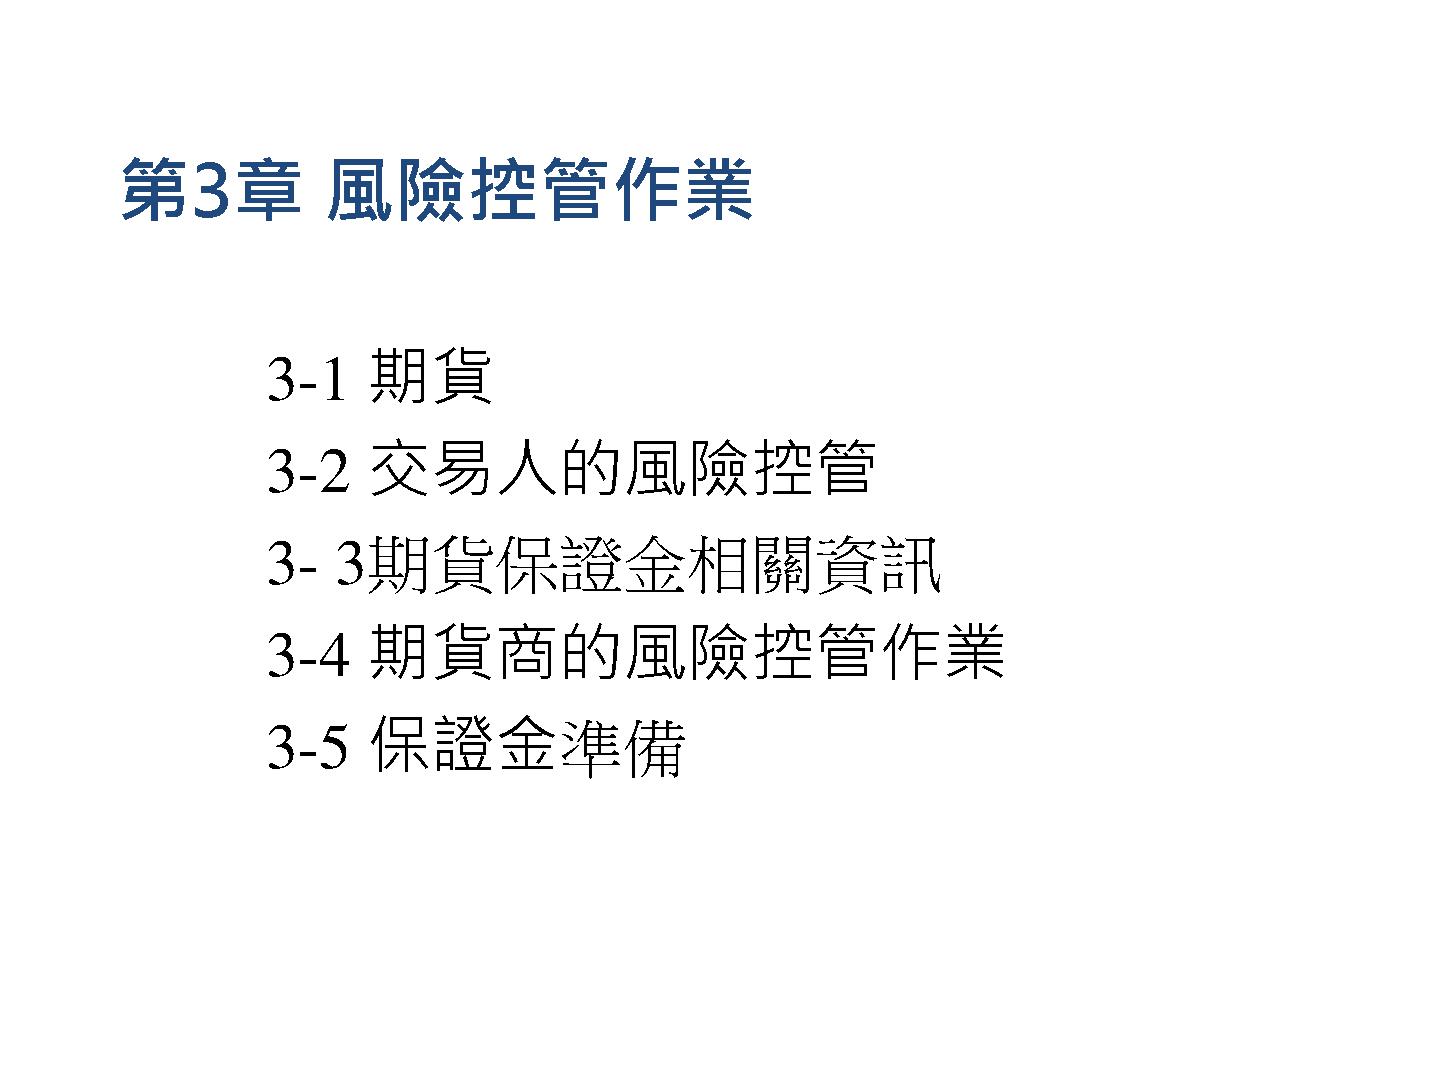 第3章 風險控管作業
3-1 期貨
3-2 交易人的風險控管
3- 3期貨保證金相關資訊
3-4 期貨商的風險控管作業
3-5 保證金準備